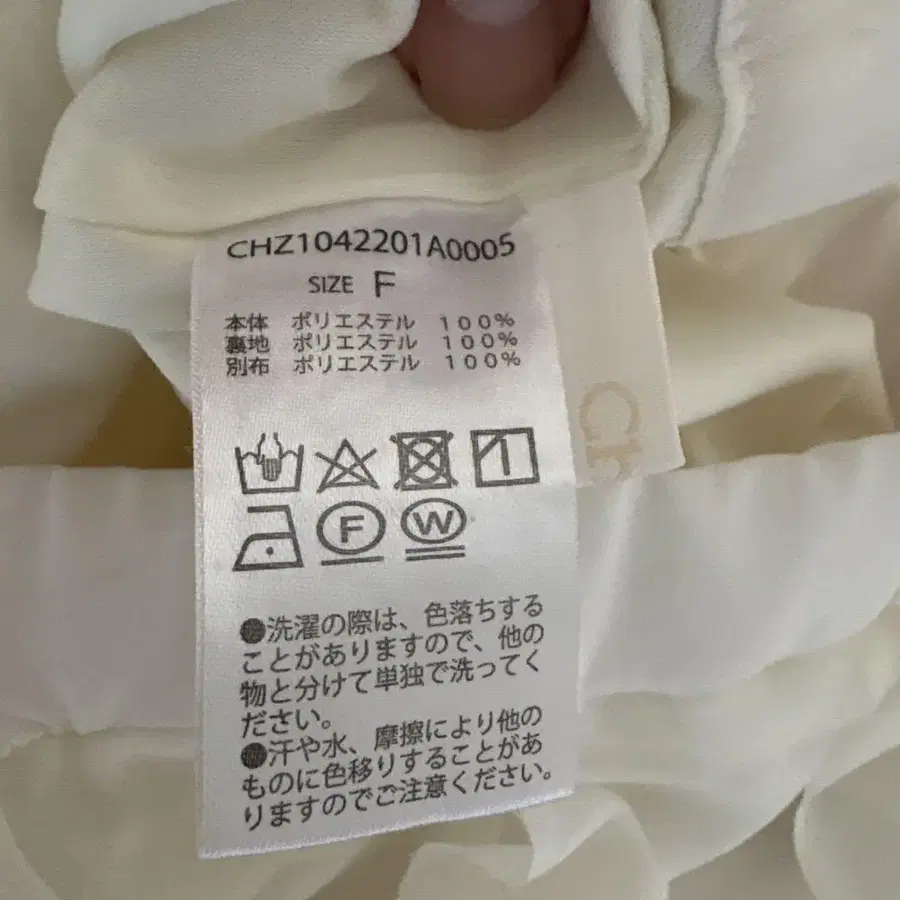 CHZ1042201A0005
SIZE F
本体 ポリエステル 100%
裏地 ポリエステル 100%
別布 ポリエステル 100%
F W
●洗濯の際は、色落ちする
ことがありますので、他の
物と分けて単独で洗ってく
ださい。
●汗や水、摩擦により他の
ものに色移りすることがあ
りますのでご注意ください。
Ch